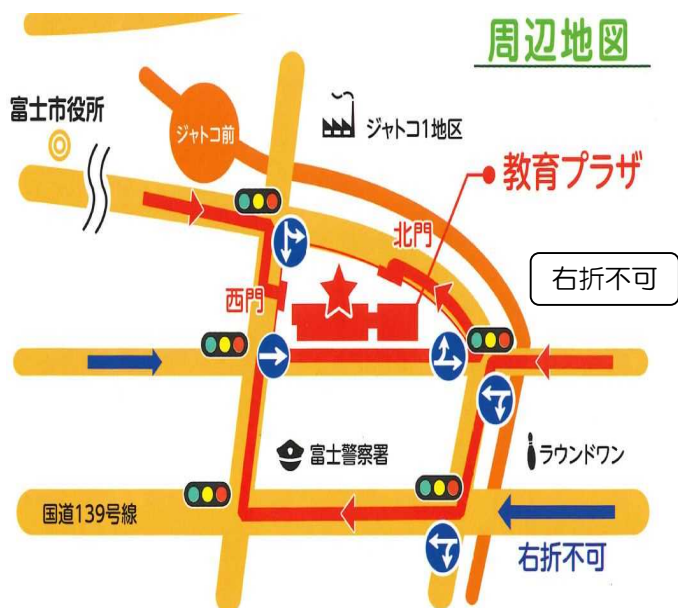 周辺地図
富士市役所
ジャトコ前
ジャトコ1地区
教育プラザ
北門
右折不可
西門
富士警察署
ラウンドワン
国道139号線
右折不可